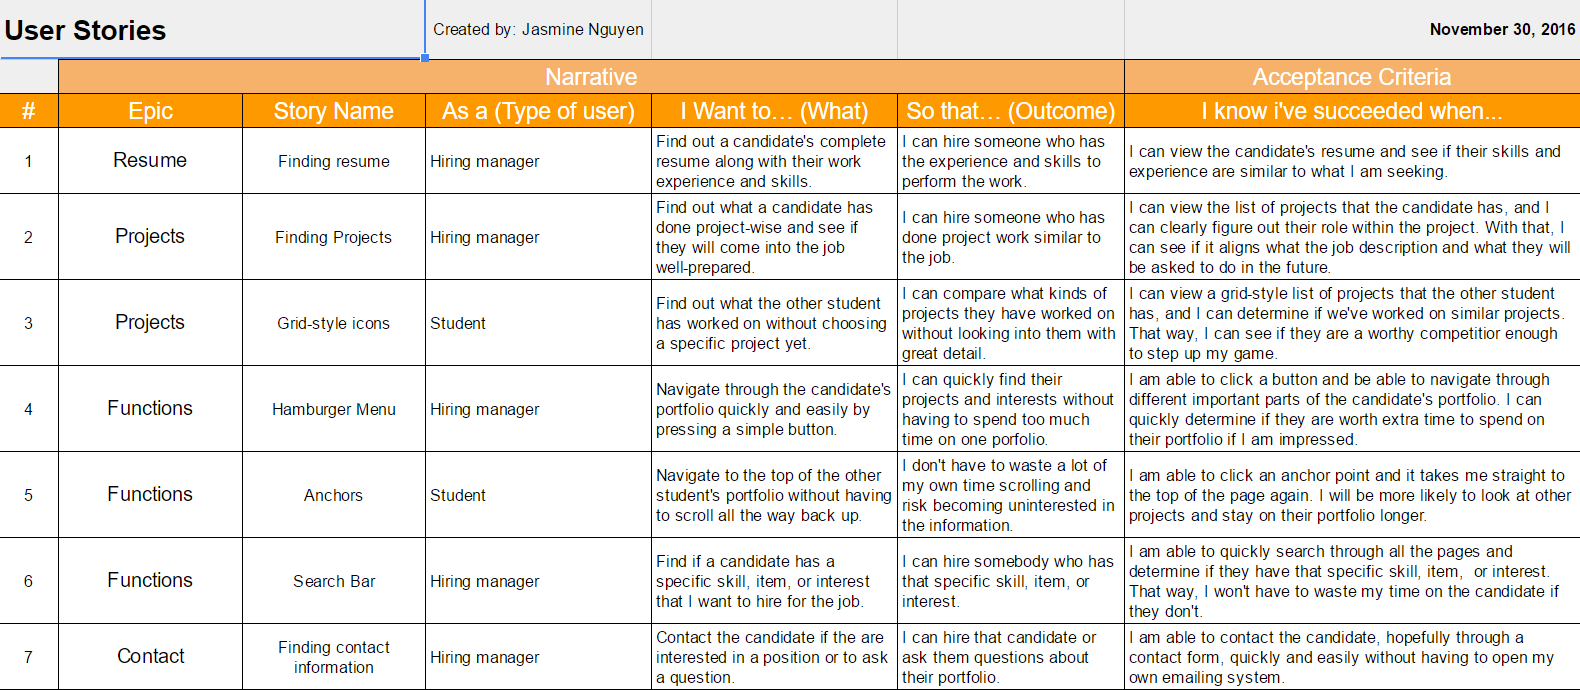 User Stories
Created by: Jasmine Nguyen
November 30, 2016
Narrative
Acceptance Criteria
#
Epic
Story Name
As a (Type of user)
I Want to... (What)
So that... (Outcome)
I know i've succeeded when...
1
Resume
Finding resume
Hiring manager
Find out a candidate's complete
resume along with their work
experience and skills.
I can hire someone who has
the experience and skills to
perform the work.
I can view the candidate's resume and see if their skills and
experience are similar to what I am seeking.
2
Projects
Finding Projects
Hiring manager
Find out what a candidate has
done project-wise and see if
they will come into the job
well-prepared.
I can hire someone who has
done project work similar to
the job.
I can view the list of projects that the candidate has, and I
can clearly figure out their role within the project. With that, I
can see if it aligns what the job description and what they will
be asked to do in the future.
3
Projects
Grid-style icons
Student
Find out what the other student
has worked on without choosing
a specific project yet.
I can compare what kinds of
projects they have worked on
without looking into them with
great detail.
I can view a grid-style list of projects that the other student
has, and I can determine if we've worked on similar projects.
That way, I can see if they are a worthy competitior enough
to step up my game.
4
Functions
Hamburger Menu
Hiring manager
Navigate through the candidate's
portfolio quickly and easily by
pressing a simple button.
I can quickly find their
projects and interests without
having to spend too much
time on one porfolio.
I am able to click a button and be able to navigate through
different important parts of the candidate's portfolio. I can
quickly determine if they are worth extra time to spend on
their portfolio if I am impressed.
5
Functions
Anchors
Student
Navigate to the top of the other
student's portfolio without having
to scroll all the way back up.
I don't have to waste a lot of
my own time scrolling and
risk becoming uninterested in
the information.
I am able to click an anchor point and it takes me straight to
the top of the page again. I will be more likely to look at other
projects and stay on their portfolio longer.
6
Functions
Search Bar
Hiring manager
Find if a candidate has a
specific skill, item, or interest
that I want to hire for the job.
I can hire somebody who has
that specific skill, item, or
interest.
I am able to quickly search through all the pages and
determine if they have that specific skill, item,  or interest.
That way, I won't have to waste my time on the candidate if
they don't.
7
Contact
Finding contact
information
Hiring manager
Contact the candidate if the are
interested in a position or to ask
a question.
I can hire that candidate or
ask them questions about
their portfolio.
I am able to contact the candidate, hopefully through a
contact form, quickly and easily without having to open my
own emailing system.